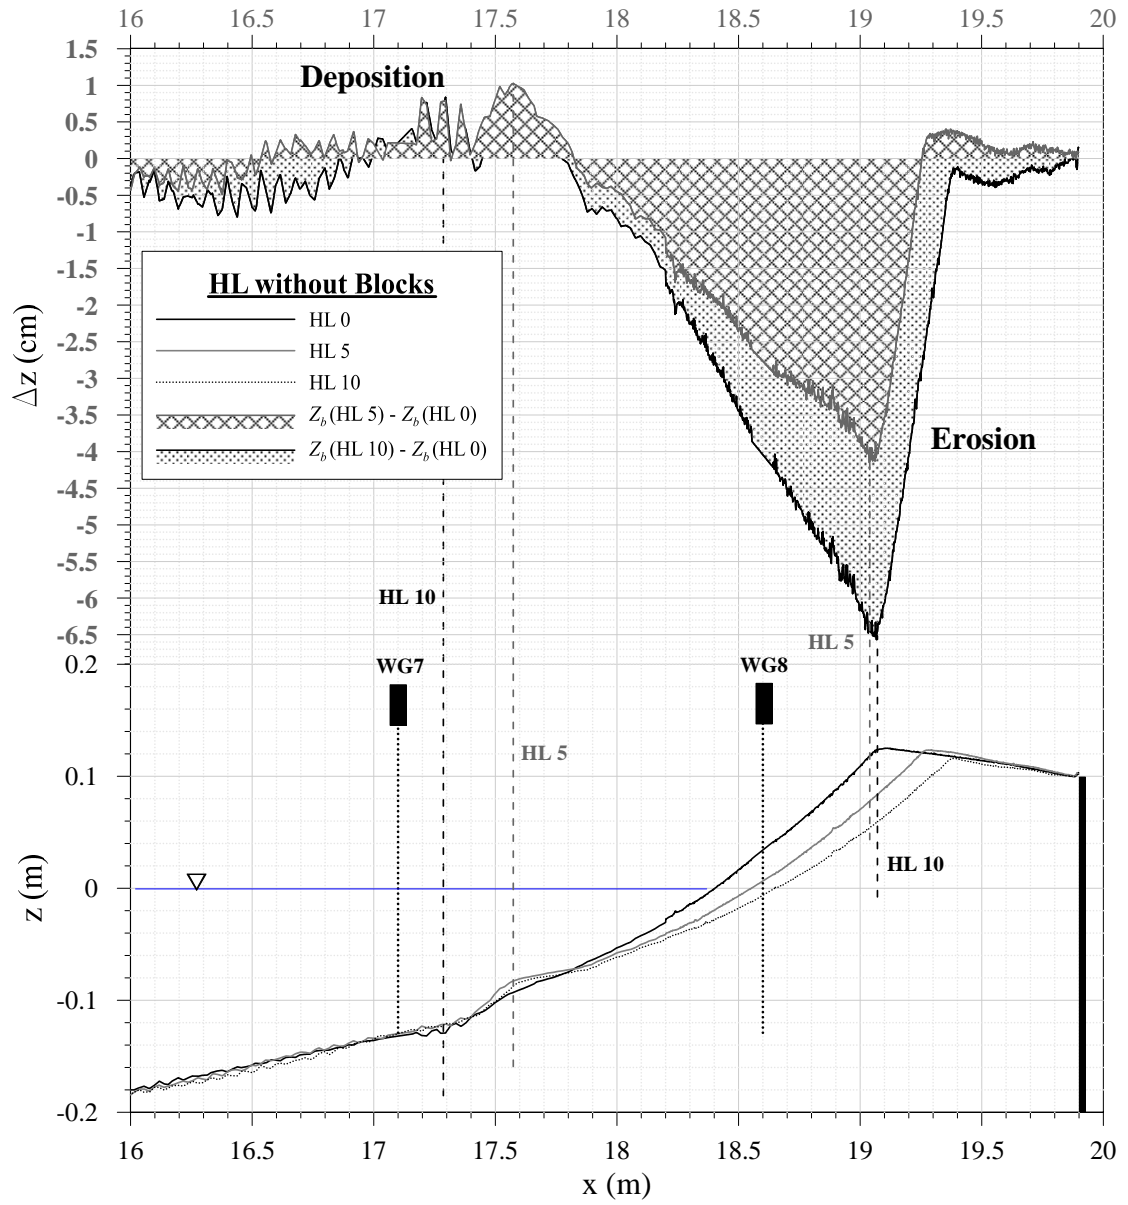 16 16.5 17 17.5 18 18.5 19 19.5 20
1.5
Deposition
1
0.5
0
-0.5
-1
-1.5
HL without Blocks
-2
HL 0
-2.5
HL 5
-3
HL 10
-3.5
Zb(HL 5) - Zb(HL 0)
-4
Zb(HL 10) - Zb(HL 0)
Erosion
-4.5
-5
-5.5
-6
-6.5
Δz (cm)
HL 10
HL 5
0.2
WG7
WG8
HL 5
0.1
HL 10
0
-0.1
-0.2
z (m)
16 16.5 17 17.5 18 18.5 19 19.5 20
x (m)